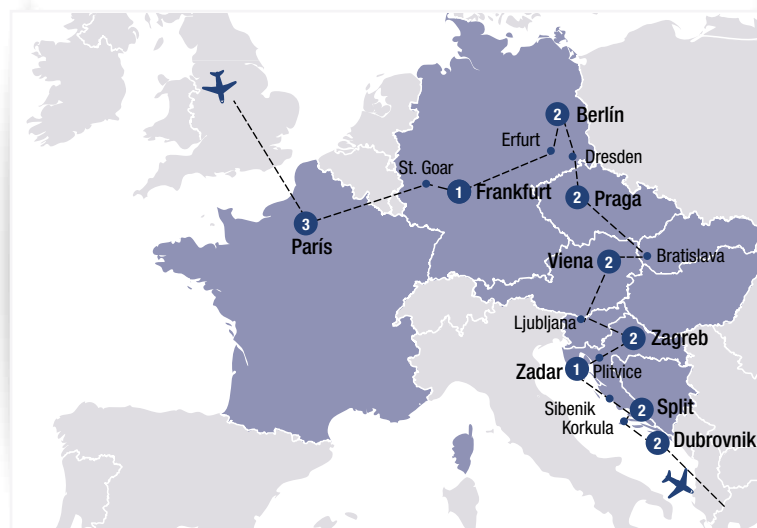 2 Berlín
Erfurt
Dresden
St. Goar
1 Frankfurt
2 Praga
3
París
Viena 2
Bratislava
Ljubljana
2 Zagreb
Plitvice
Zadar 1
Sibenik
2 Split
Korkula
2 Dubrovnik